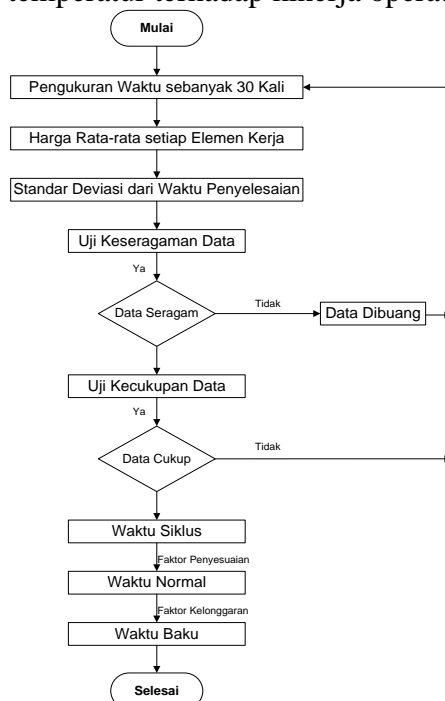 temperatur terhadap kinerja opera
Mulai
Pengukuran Waktu sebanyak 30 Kali
Harga Rata-rata setiap Elemen Kerja
Standar Deviasi dari Waktu Penyelesaian
Uji Keseragaman Data
Ya
Data Seragam
Tidak
Data Dibuang
Uji Kecukupan Data
Ya
Data Cukup
Tidak
Waktu Siklus
Faktor Penyesuaian
Waktu Normal
Faktor Kelonggaran
Waktu Baku
Selesai